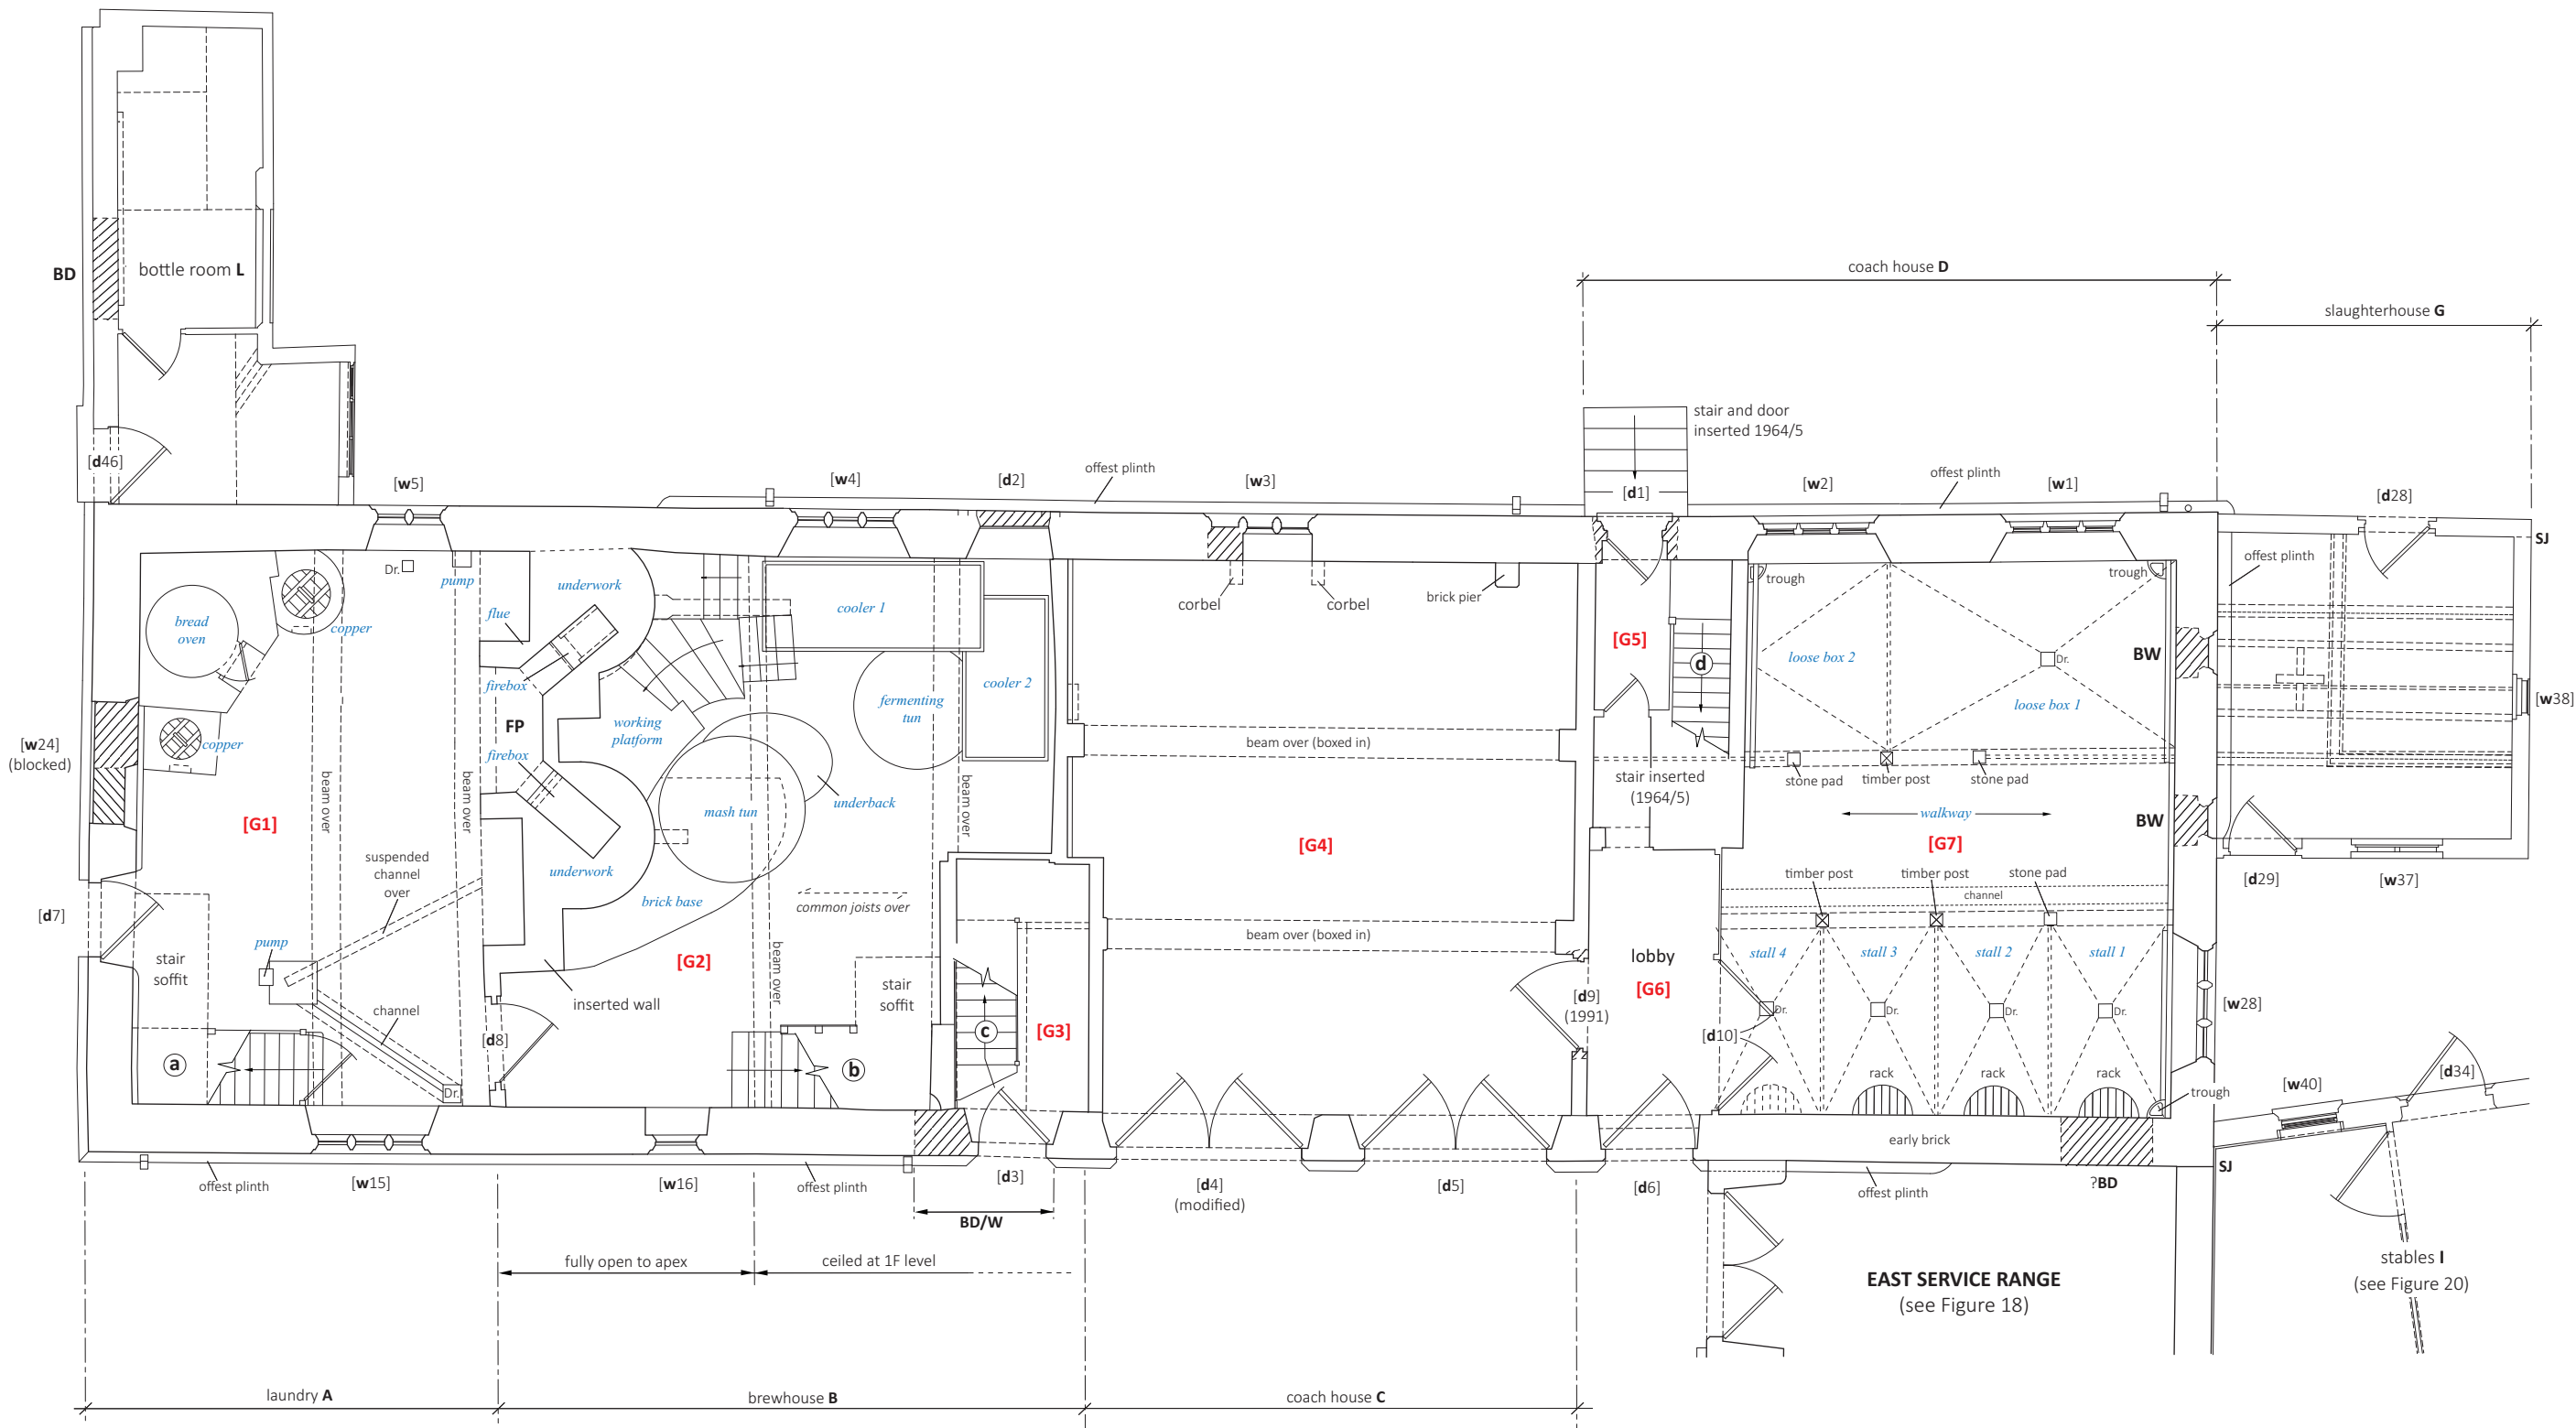 coach house D
BD
bottle room L
slaughterhouse G
stair and door
inserted 1964/5
[d46]
[w5]
[w4]
[d2]
offest plinth
[w3]
[d1]
[w2]
offest plinth
[w1]
[d28]
SJ
Dr.
pump
underwork
flue
bread
oven
copper
cooler 1
corbel
corbel
brick pier
trough
trough
offest plinth
[G5]
d
loose box 2
Dr.
BW
loose box 1
firebox
FP
working
platform
fermenting
tun
cooler 2
[w38]
[w24]
(blocked)
copper
firebox
beam over (boxed in)
stair inserted
(1964/5)
stone pad
timber post
stone pad
beam over
beam over
mash tun
underback
beam over
walkway
BW
[G1]
[G4]
[G7]
suspended
channel
over
underwork
brick base
common joists over
timber post
timber post
stone pad
channel
[d29]
[w37]
[d7]
pump
stair
soffit
[G2]
beam over
stair
soffit
beam over (boxed in)
lobby
[G6]
stall 4
stall 3
stall 2
stall 1
inserted wall
[d9]
(1991)
Dr.
Dr.
Dr.
Dr.
[w28]
channel
[d8]
c
[G3]
[d10]
a
b
rack
rack
rack
Dr.
trough
[w40]
[d34]
early brick
offest plinth
[w15]
[w16]
offest plinth
[d3]
[d4]
(modified)
[d5]
[d6]
offest plinth
?BD
SJ
BD/W
fully open to apex
ceiled at 1F level
EAST SERVICE RANGE
(see Figure 18)
stables I
(see Figure 20)
laundry A
brewhouse B
coach house C